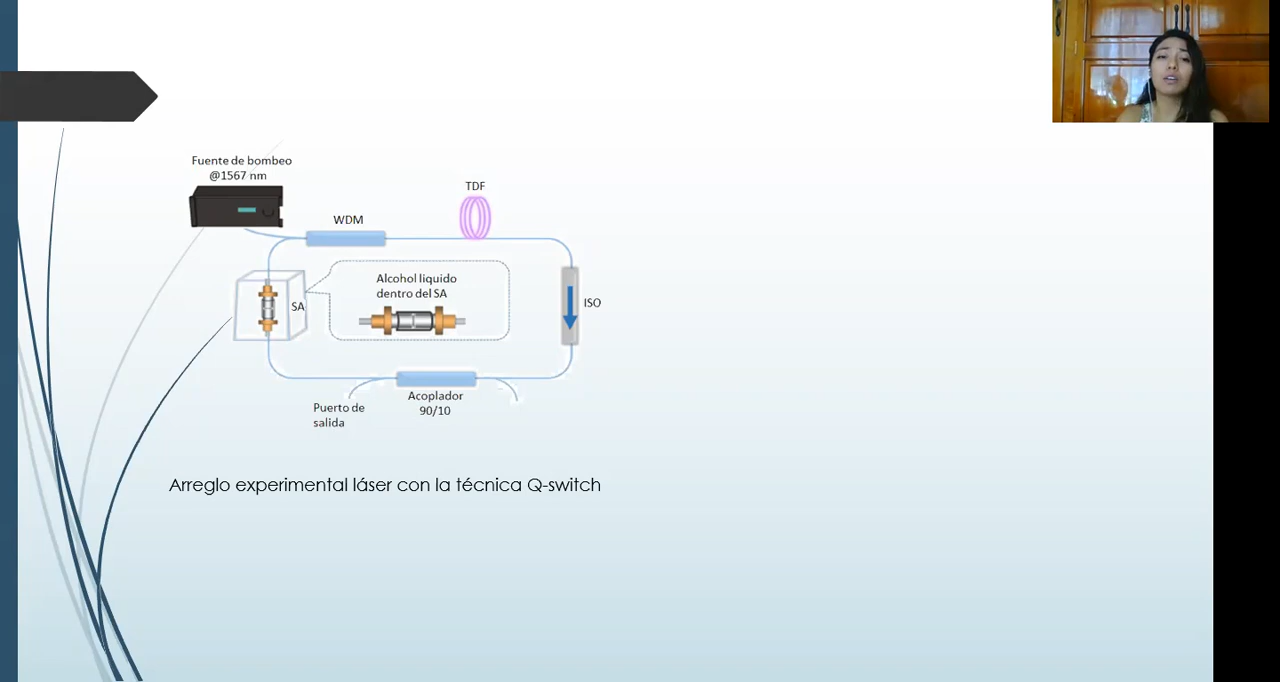 Fuente de bombeo
@1567 nm
WDM
TDF
Alcohol liquido
dentro del SA
SA
ISO
Acoplador
90/10
Puerto de
salida
Arreglo experimental láser con la técnica Q-switch